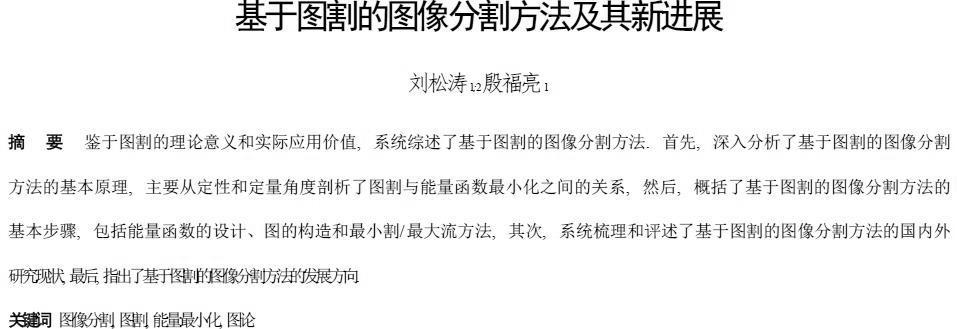 基于图割的图像分割方法及其新进展
刘松涛 1,2 殷福亮 1
摘 要 鉴于图割的理论意义和实际应用价值, 系统综述了基于图割的图像分割方法. 首先, 深入分析了基于图割的图像分割
方法的基本原理, 主要从定性和定量角度剖析了图割与能量函数最小化之间的关系, 然后, 概括了基于图割的图像分割方法的
基本步骤, 包括能量函数的设计、图的构造和最小割/最大流方法, 其次, 系统梳理和评述了基于图割的图像分割方法的国内外
研究现状, 最后, 指出了基于图割的图像分割方法的发展方向.
关键词 图像分割, 图割, 能量最小化, 图论